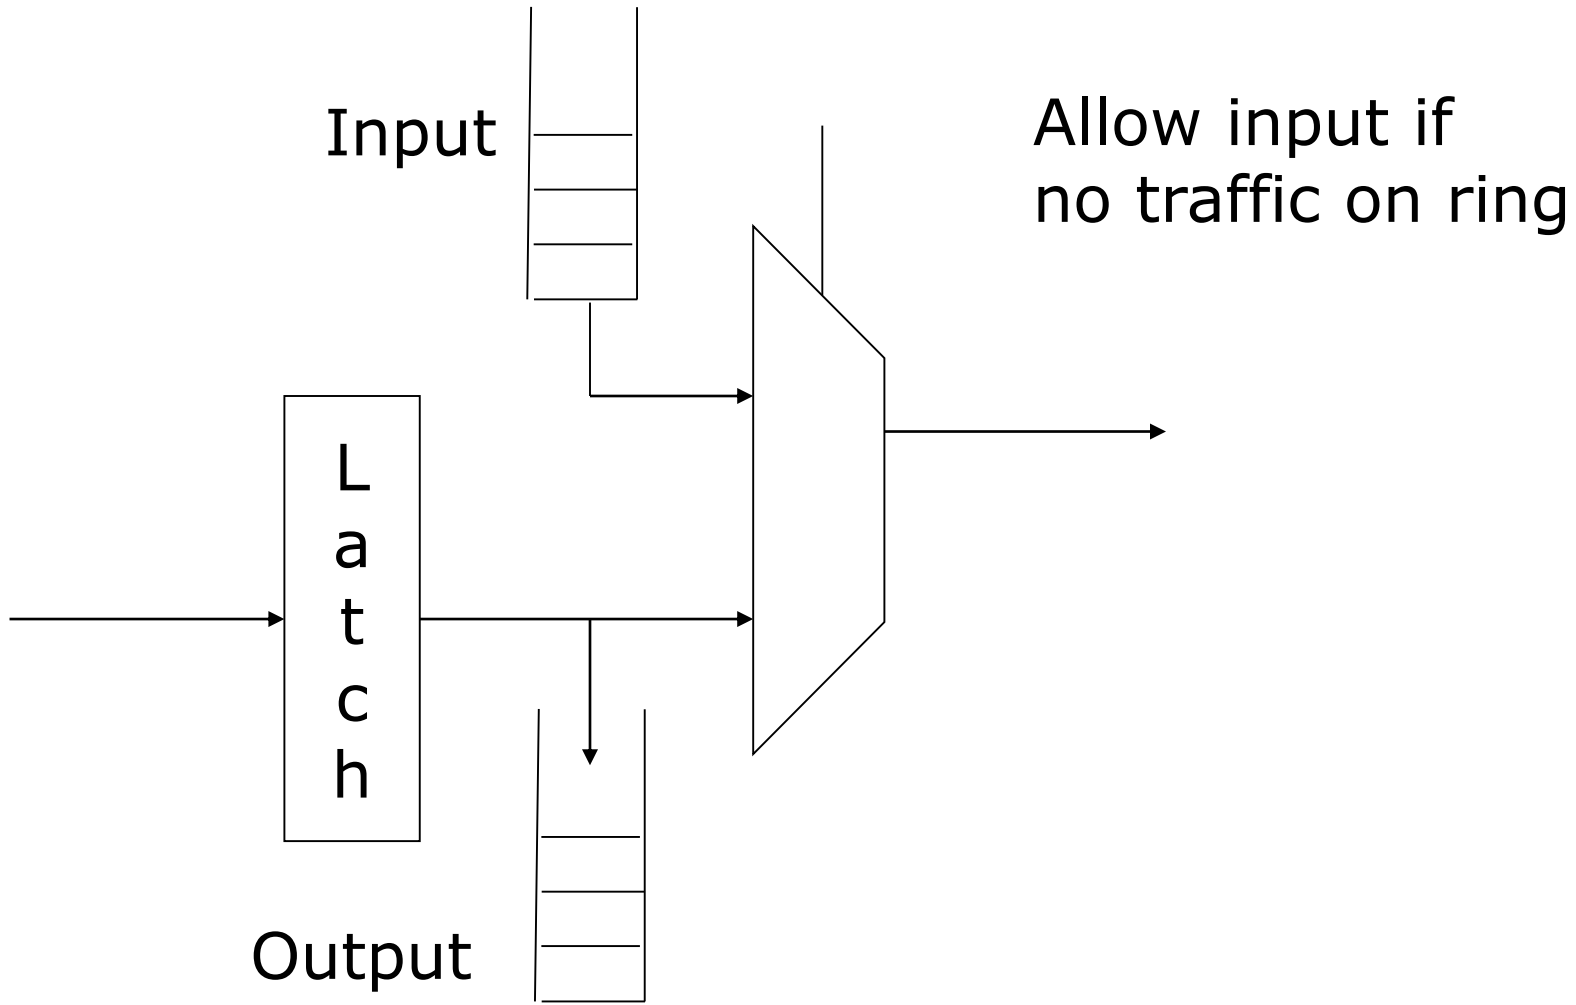 Input
Allow input if
no traffic on ring
L
a
t
c
h
Output